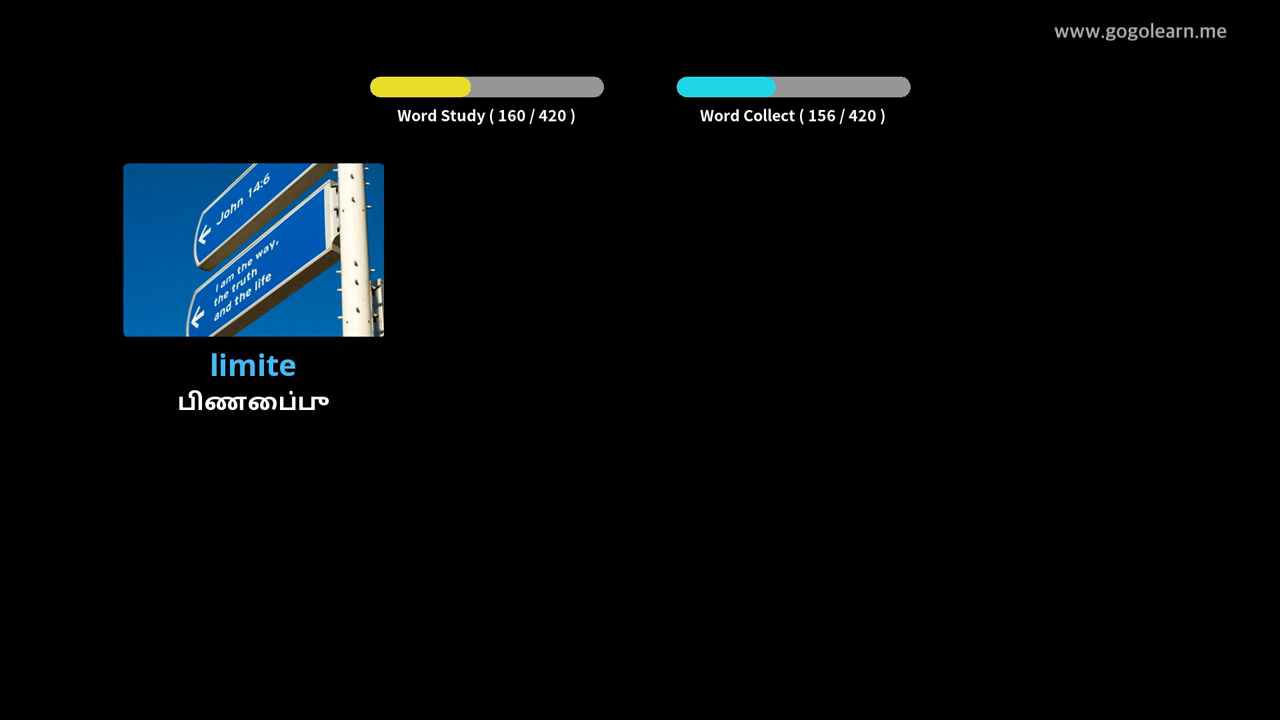 www.gogolearn.me
Word Study ( 160 / 420 )
Word Collect ( 156 / 420 )
John 14:6
I am the way,
the truth
and the life
limite
பிணைப்பு